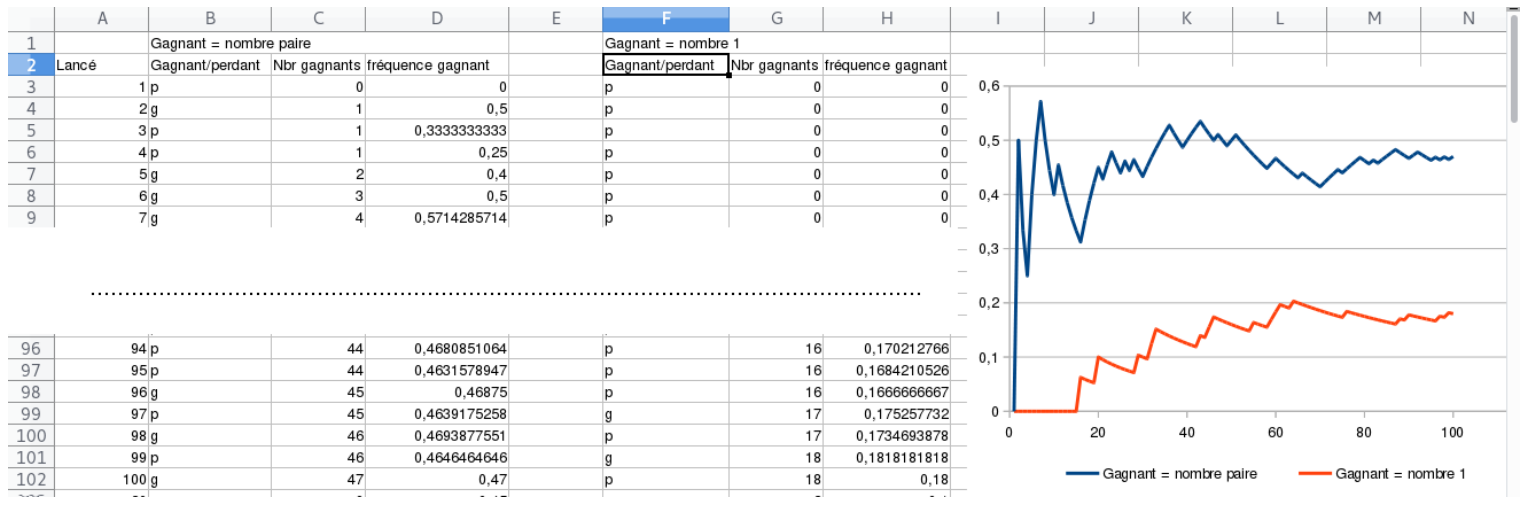 A B C D E F G H I J K L M N
1 Gagnant = nombre paire Gagnant = nombre 1
2 Lancé Gagnant/perdant Nbr gagnants fréquence gagnant Gagnant/perdant Nbr gagnants fréquence gagnant
3 1 p 0 0 p 0 0
4 2 g 1 0,5 p 0 0
5 3 p 1 0,3333333333 p 0 0
6 4 p 1 0,25 p 0 0
7 5 g 2 0,4 p 0 0
8 6 g 3 0,5 p 0 0
9 7 g 4 0,5714285714 p 0 0
96 94 p 44 0,4680851064 p 16 0,170212766
97 95 p 44 0,4631578947 p 16 0,1684210526
98 96 g 45 0,46875 p 16 0,1666666667
99 97 p 45 0,4639175258 g 17 0,175257732
100 98 g 46 0,4693877551 p 17 0,1734693878
101 99 p 46 0,4646464646 g 18 0,1818181818
102 100 g 47 0,47 p 18 0,18
0,6
0,5
0,4
0,3
0,2
0,1
0
0 20 40 60 80 100
Gagnant = nombre paire Gagnant = nombre 1